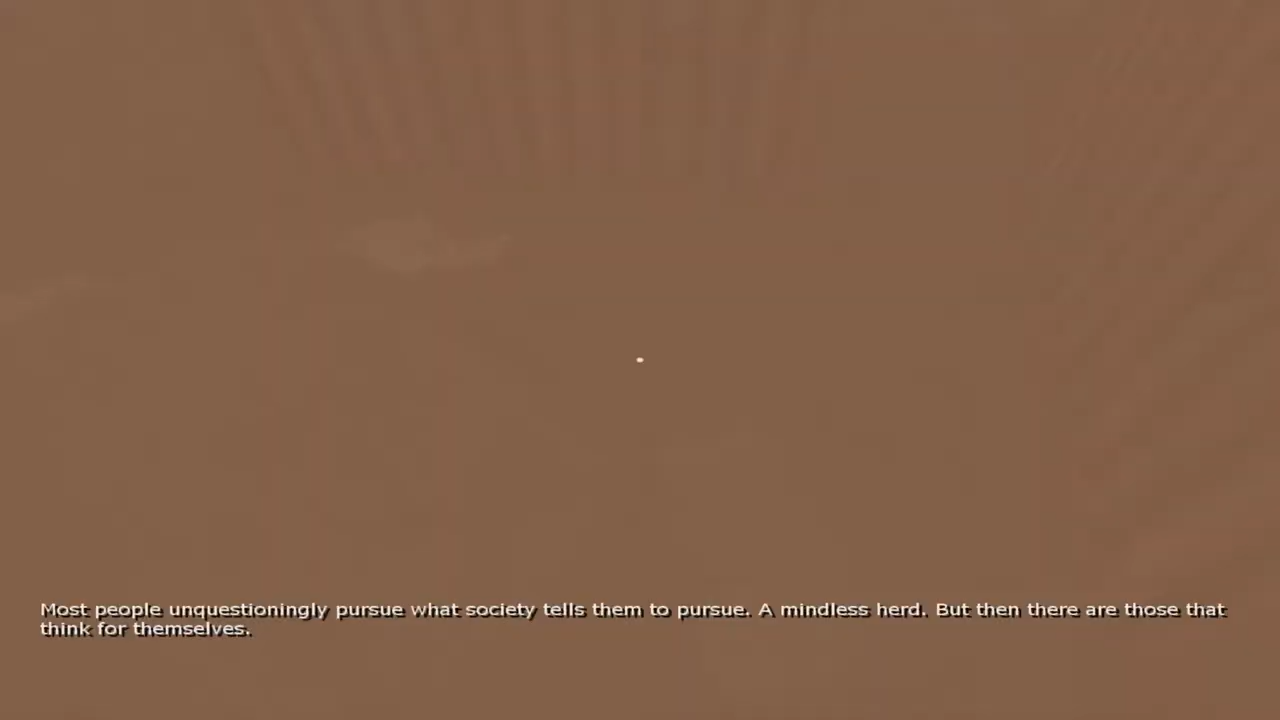 Most people unquestioningly pursue what society tells them to pursue. A mindless herd. But then there are those that
think for themselves.